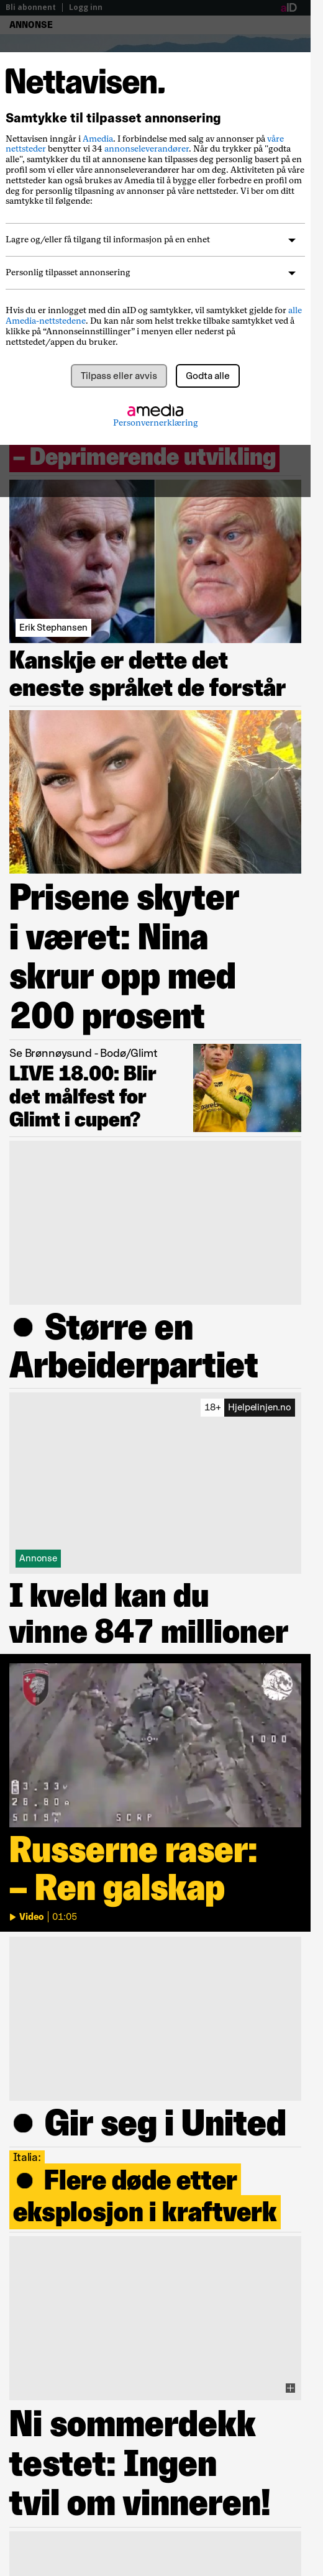 Bli abonnent | Logg inn
aID
ANNONSE
Nettavisen.
Samtykke til tilpasset annonsering
Nettavisen inngår i Amedia. I forbindelse med salg av annonser på våre
nettsteder benytter vi 34 annonseleverandører. Når du trykker på "godta
alle", samtykker du til at annonsene kan tilpasses deg personlig basert på en
profil som vi eller våre annonseleverandører har om deg. Aktiviteten på våre
nettsteder kan også brukes av Amedia til å bygge eller forbedre en profil om
deg for personlig tilpasning av annonser på våre nettsteder. Vi ber om ditt
samtykke til følgende:
Lagre og/eller få tilgang til informasjon på en enhet
Personlig tilpasset annonsering
Hvis du er innlogget med din aID og samtykker, vil samtykket gjelde for alle
Amedia-nettstedene. Du kan når som helst trekke tilbake samtykket ved å
klikke på “Annonseinnstillinger” i menyen eller nederst på
nettstedet/appen du bruker.
Tilpass eller avvis
Godta alle
amedia
Personvernerklæring
– Deprimerende utvikling
Erik Stephansen
Kanskje er dette det
eneste språket de forstår
Prisene skyter
i været: Nina
skrur opp med
200 prosent
Se Brønnøysund - Bodø/Glimt
LIVE 18.00: Blir
det målfest for
Glimt i cupen?
● Større en
Arbeiderpartiet
18+ Hjelpelinjen.no
Annonse
I kveld kan du
vinne 847 millioner
1000
3.33
5019
SCRP
Russerne raser:
– Ren galskap
Video | 01:05
● Gir seg i United
Italia:
● Flere døde etter
eksplosjon i kraftverk
Ni sommerdekk
testet: Ingen
tvil om vinneren!